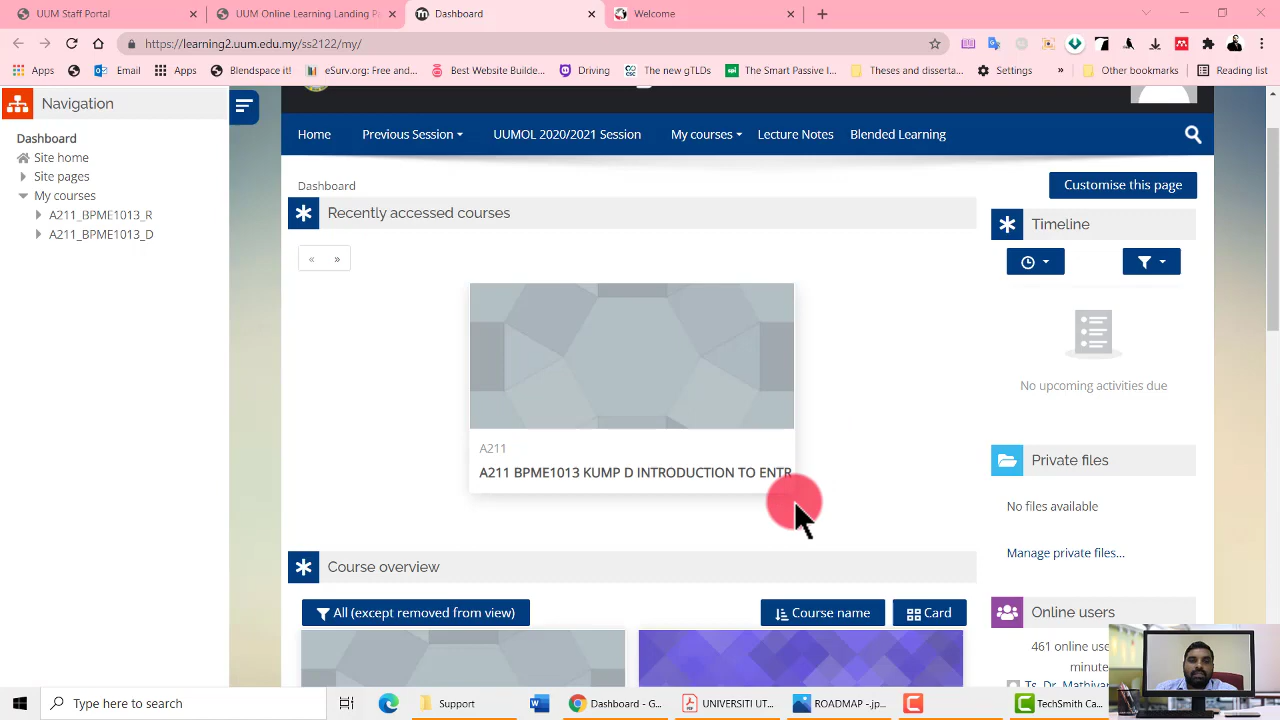 UUM Staff Portal
UUM Online Learning Landing P
Dashboard
Welcome
https://learning2.uum.edu.my/ss2122/my/
Apps
Email
Apps
Blendspace it!
eSurv.org: Free and...
Best Website Builde...
Driving
The new gTLDs
The Smart Passive I...
Thesis and disserta...
»
Other bookmarks
Reading list
Navigation
Dashboard
Site home
Site pages
My courses
A211_BPME1013_R
A211_BPME1013_D
Home
Previous Session
UUMOL 2020/2021 Session
My courses
Lecture Notes
Blended Learning
Dashboard
Customise this page
Recently accessed courses
« »
A211
A211 BPME1013 KUMP D INTRODUCTION TO ENTR
Course overview
All (except removed from view)
Course name
Card
Timeline
No upcoming activities due
Private files
No files available
Manage private files...
Online users
461 online use
minute
Ts. Dr. Mathiva
Type here to search
Dashboard - G...
UNIVERSITI UT...
ROADMAP -.jp...
TechSmith Ca